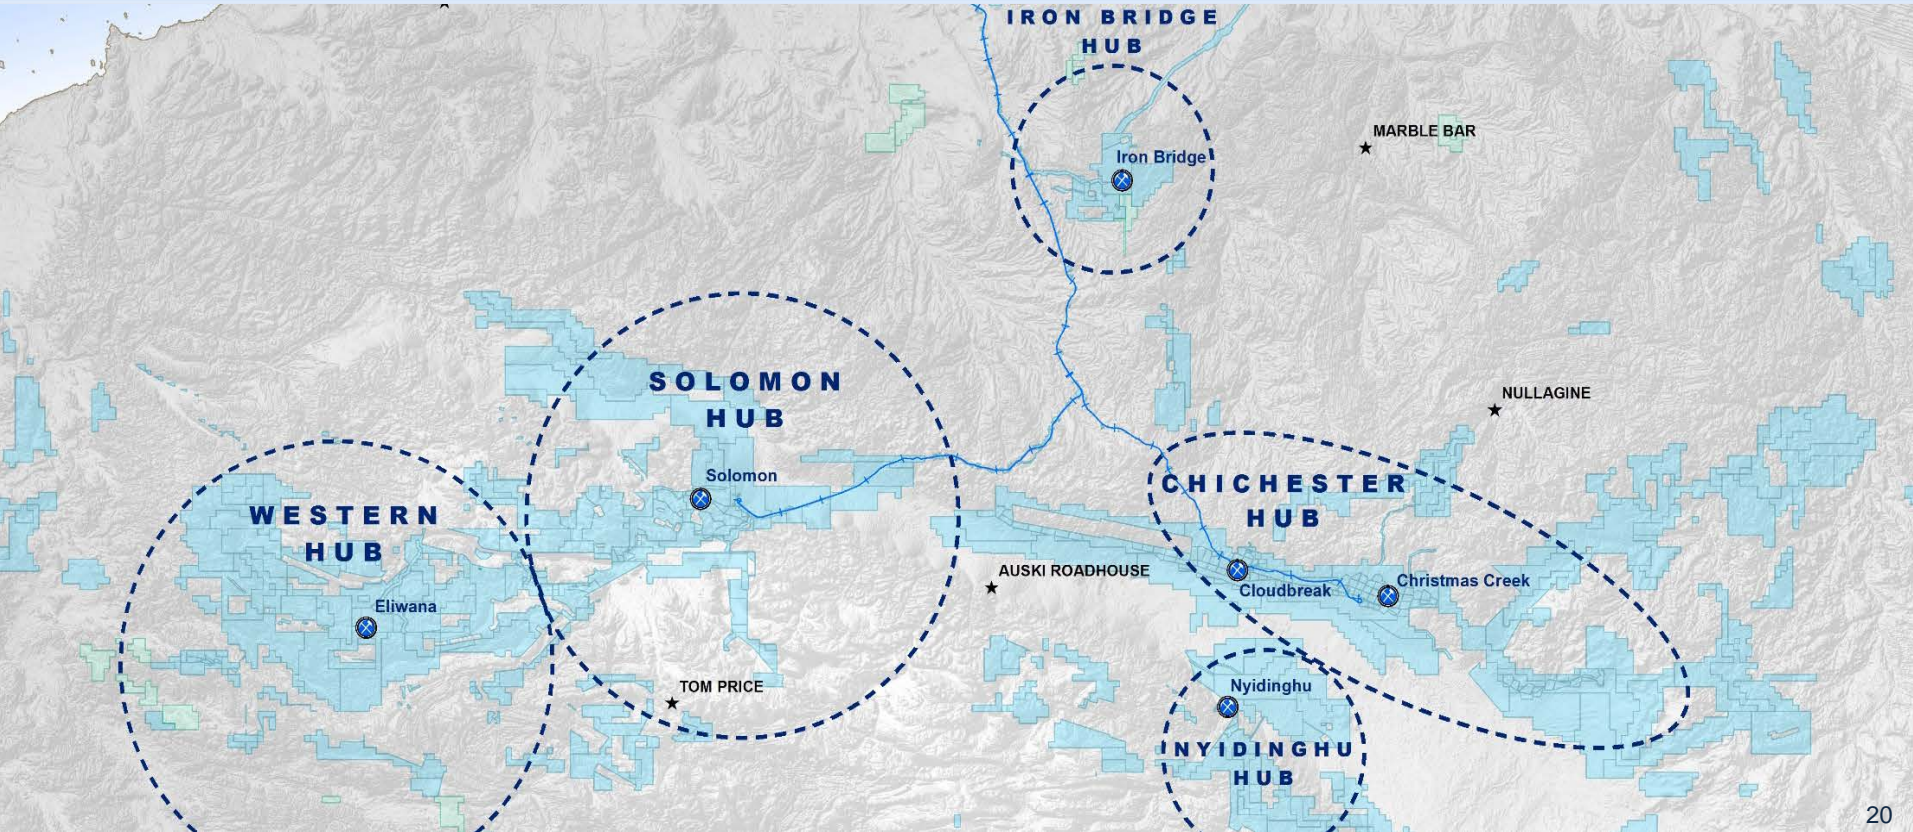 IRON BRIDGE
HUB
MARBLE BAR
Iron Bridge
SOLOMON
HUB
NULLAGINE
Solomon
CHICHESTER
HUB
WESTERN
HUB
AUSKI ROADHOUSE
Christmas Creek
Cloudbreak
Eliwana
TOM PRICE
Nyidinghu
NYIDINGHU
HUB
20